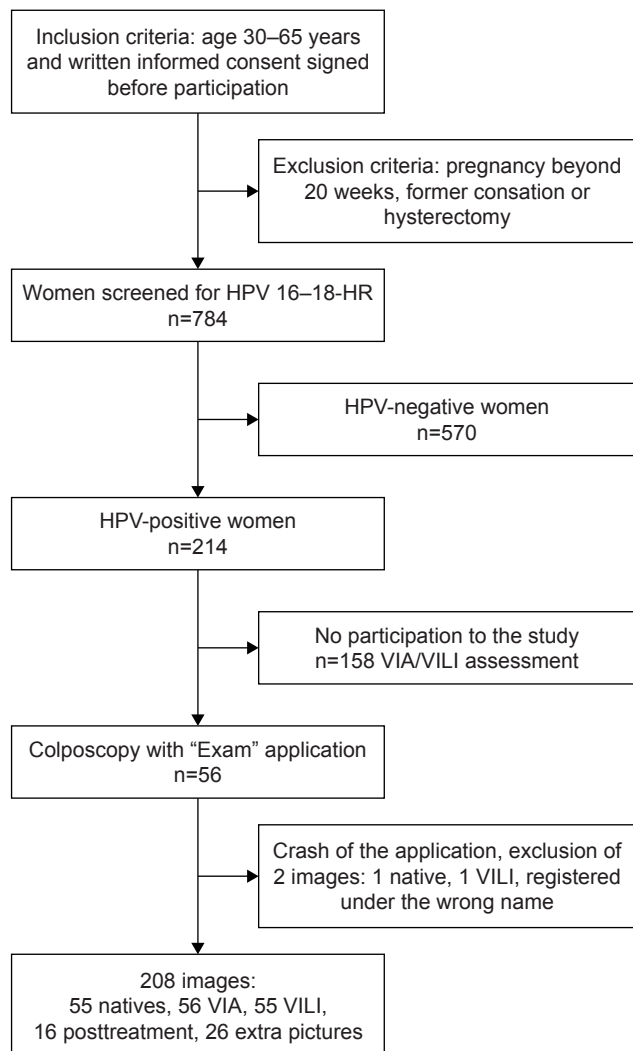 Inclusion criteria: age 30–65 years
and written informed consent signed
before participation
Exclusion criteria: pregnancy beyond
20 weeks, former consation or
hysterectomy
Women screened for HPV 16–18-HR
n=784
HPV-negative women
n=570
HPV-positive women
n=214
No participation to the study
n=158 VIA/VILI assessment
Colposcopy with “Exam” application
n=56
Crash of the application, exclusion of
2 images: 1 native, 1 VILI, registered
under the wrong name
208 images:
55 natives, 56 VIA, 55 VILI,
16 posttreatment, 26 extra pictures